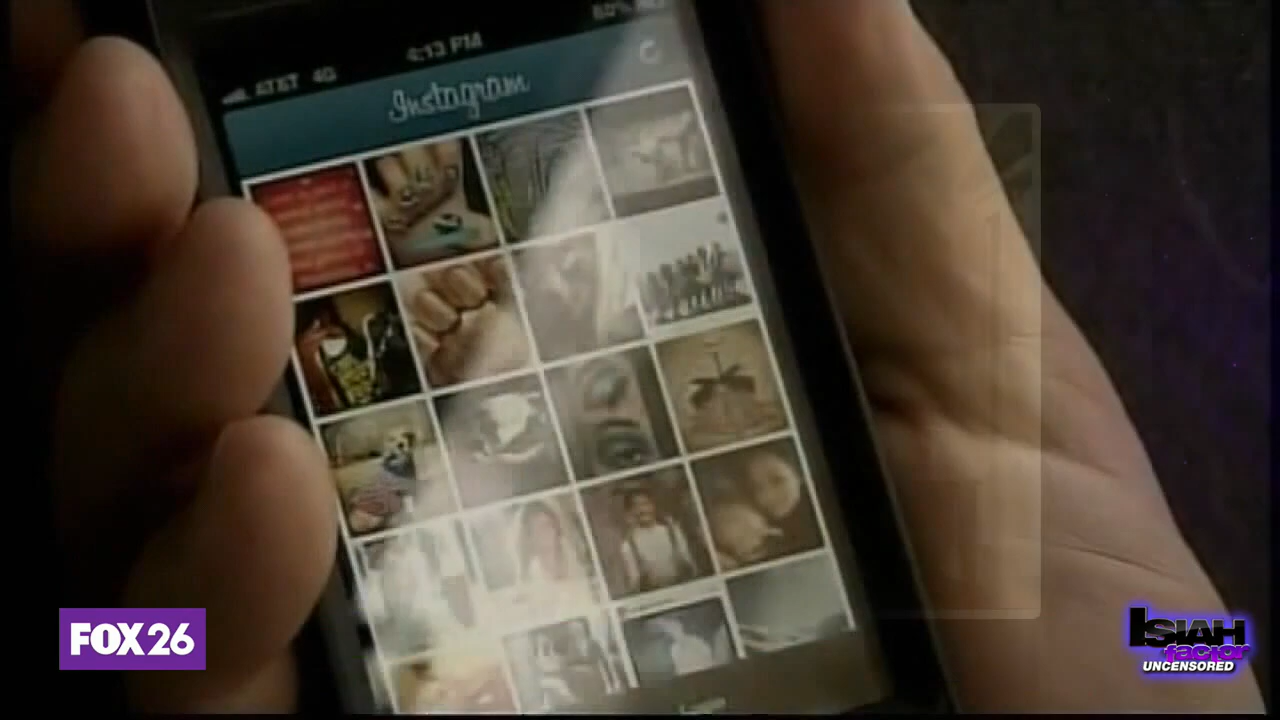 AT&T 4G
4:13 PM
Instagram
FOX 26
ISIAH
factor
UNCENSORED